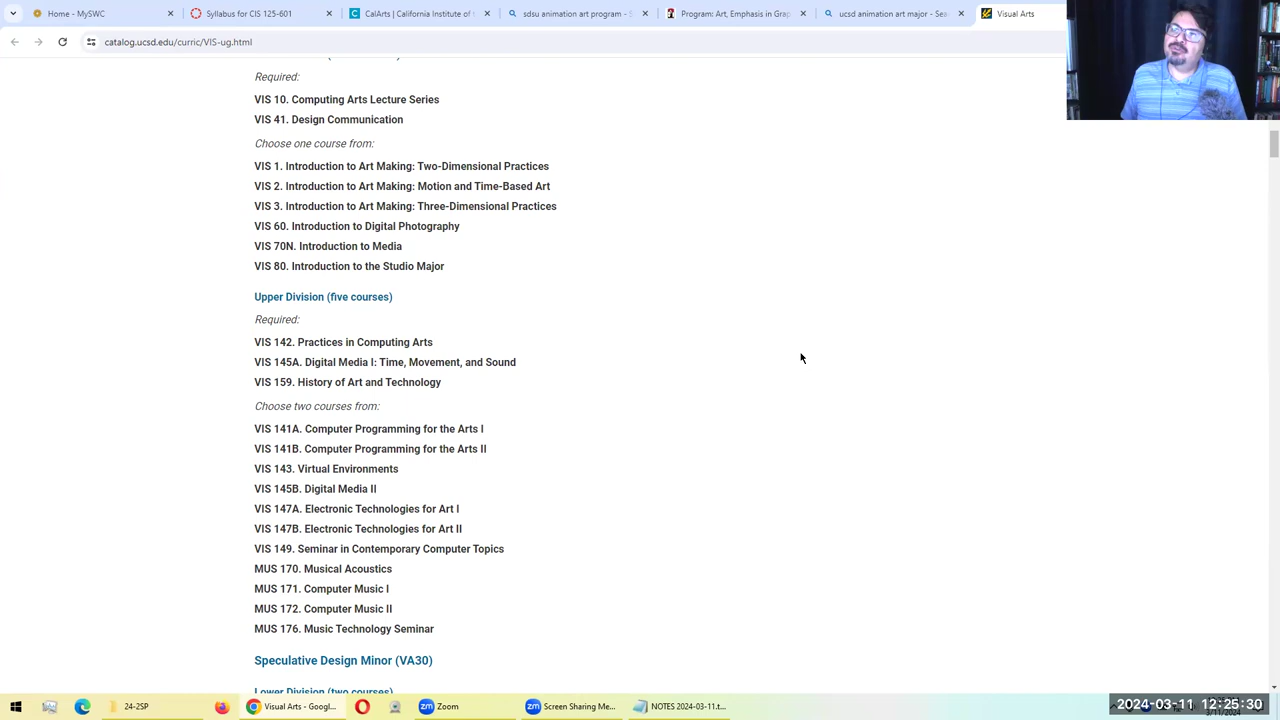 Home - MySWC
Syllabus for CIS 125-601
CalArts | California Institute of
sdsu animation art program - S
Program: Art, Emphasis in Gra
ucsd animation art major - Sea
Visual Arts
catalog.ucsd.edu/curric/VIS-ug.html
Required:
VIS 10. Computing Arts Lecture Series
VIS 41. Design Communication
Choose one course from:
VIS 1. Introduction to Art Making: Two-Dimensional Practices
VIS 2. Introduction to Art Making: Motion and Time-Based Art
VIS 3. Introduction to Art Making: Three-Dimensional Practices
VIS 60. Introduction to Digital Photography
VIS 70N. Introduction to Media
VIS 80. Introduction to the Studio Major
Upper Division (five courses)
Required:
VIS 142. Practices in Computing Arts
VIS 145A. Digital Media I: Time, Movement, and Sound
VIS 159. History of Art and Technology
Choose two courses from:
VIS 141A. Computer Programming for the Arts I
VIS 141B. Computer Programming for the Arts II
VIS 143. Virtual Environments
VIS 145B. Digital Media II
VIS 147A. Electronic Technologies for Art I
VIS 147B. Electronic Technologies for Art II
VIS 149. Seminar in Contemporary Computer Topics
MUS 170. Musical Acoustics
MUS 171. Computer Music I
MUS 172. Computer Music II
MUS 176. Music Technology Seminar
Speculative Design Minor (VA30)
Lower Division (two courses)
24-2SP
Visual Arts - Googl...
zm Zoom
zm Screen Sharing Me...
NOTES 2024-03-11.t...
2024-03-11 12:25:30